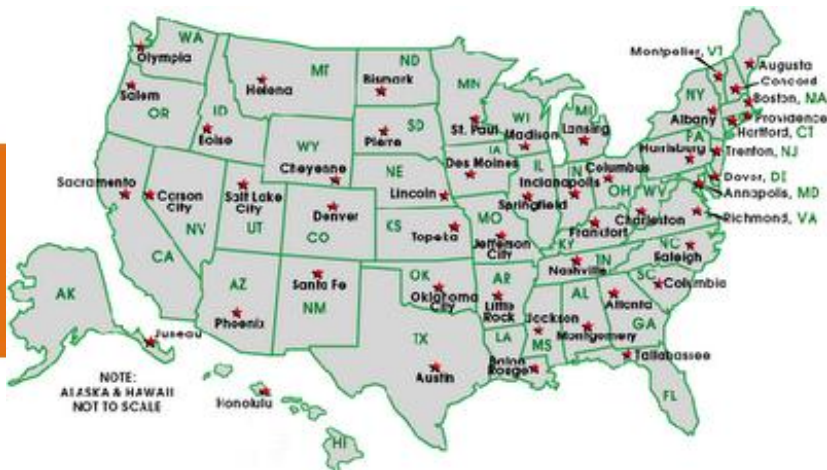 WA
Olympia
Salem
OR
ID
Boise
MT
Helena
ND
Bismark
SD
Pierre
WY
Cheyenne
NE
Lincoln
MN
St. Paul
WI
Madison
MI
Lansing
IA
Des Moines
IL
Springfield
IN
Indianapolis
Columbus
OH
WV
Charleston
Sacramento
Carson
City
NV
CA
Salt Lake
City
UT
Denver
CO
KS
Topeka
MO
Jefferson
City
KY
Frankfort
AZ
Phoenix
Santa Fe
NM
OK
Oklahoma
City
AR
Little
Rock
TN
Nashville
NC
Raleigh
SC
Columbia
TX
Austin
LA
Baton
Rouge
Jackson
MS
AL
Montgomery
Atlanta
GA
Tallahassee
FL
AK
Juneau
NOTE:
ALASKA & HAWAII
NOT TO SCALE
Honolulu
HI
Montpelier, VT
Augusta
Concord
Boston, MA
Providence
Hartford, CT
NY
Albany
PA
Harrisburg
Trenton, NJ
Dover, DE
Annapolis, MD
Richmond, VA